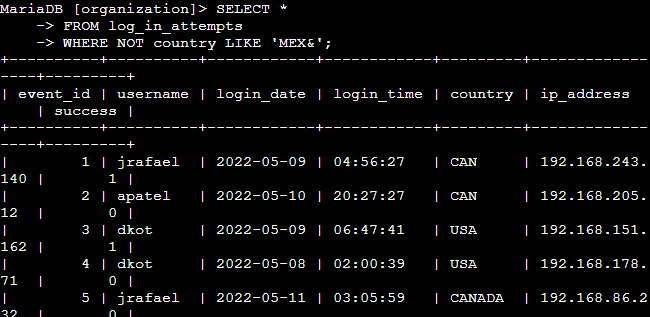 MariaDB [organization]> SELECT *
    -> FROM log_in_attempts
    -> WHERE NOT country LIKE 'MEX&';
+----------+----------+------------+------------+---------+-------------
----+---------+
| event_id | username | login_date | login_time | country | ip_address
    | success |
+----------+----------+------------+------------+---------+-------------
----+---------+
|        1 | jrafael  | 2022-05-09 | 04:56:27   | CAN     | 192.168.243.
140 |       1 |
|        2 | apatel   | 2022-05-10 | 20:27:27   | CAN     | 192.168.205.
12  |       0 |
|        3 | dkot     | 2022-05-09 | 06:47:41   | USA     | 192.168.151.
162 |       1 |
|        4 | dkot     | 2022-05-08 | 02:00:39   | USA     | 192.168.178.
71  |       0 |
|        5 | jrafael  | 2022-05-11 | 03:05:59   | CANADA  | 192.168.86.2
32  |       0 |